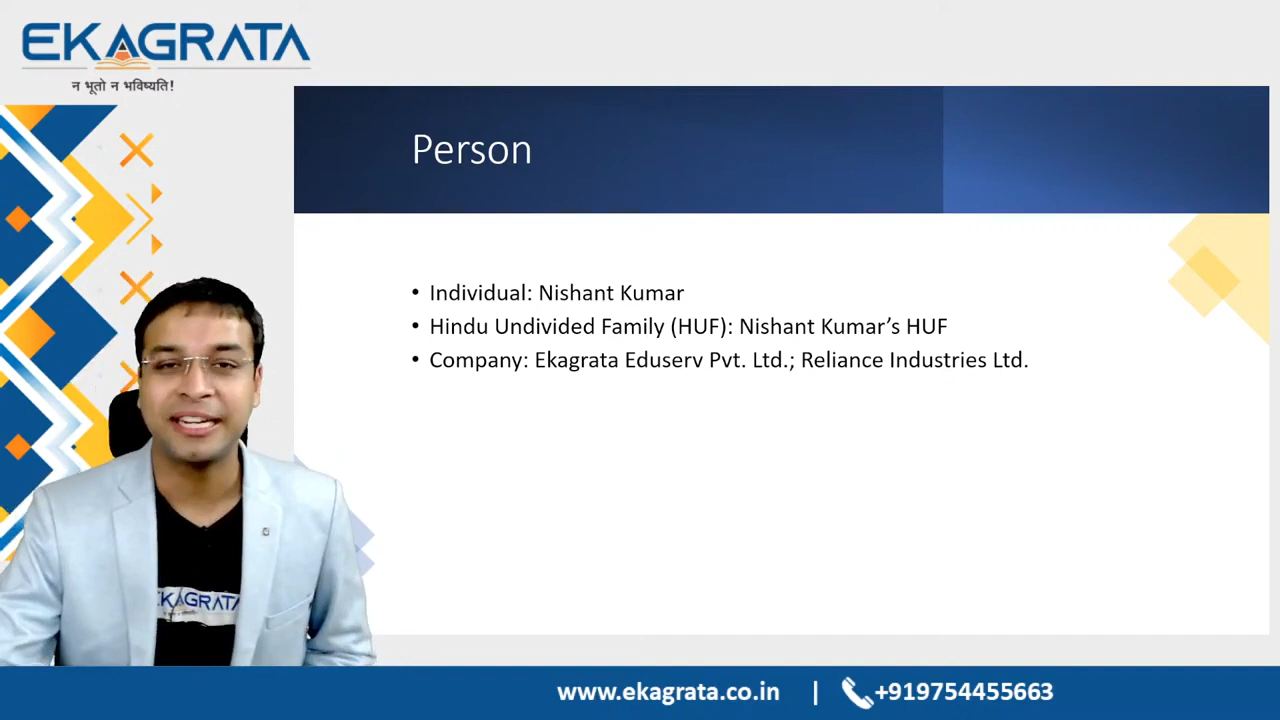 EKAGRATA
न भूतो न भविष्यति!
Person
• Individual: Nishant Kumar
• Hindu Undivided Family (HUF): Nishant Kumar’s HUF
• Company: Ekagrata Eduserv Pvt. Ltd.; Reliance Industries Ltd.
EKAGRATA
www.ekagrata.co.in | +919754455663